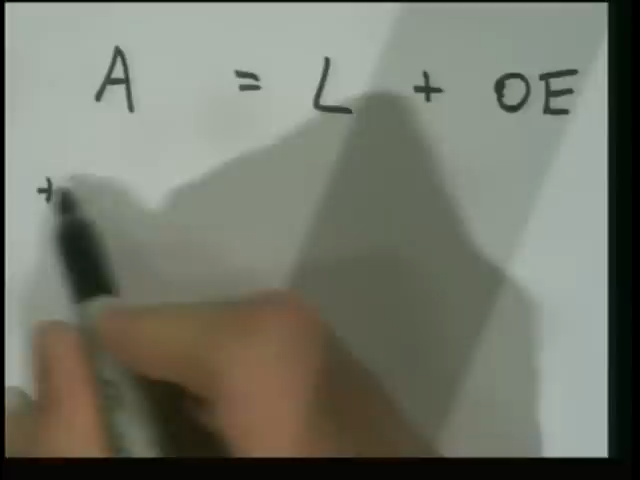 A = L + OE
+